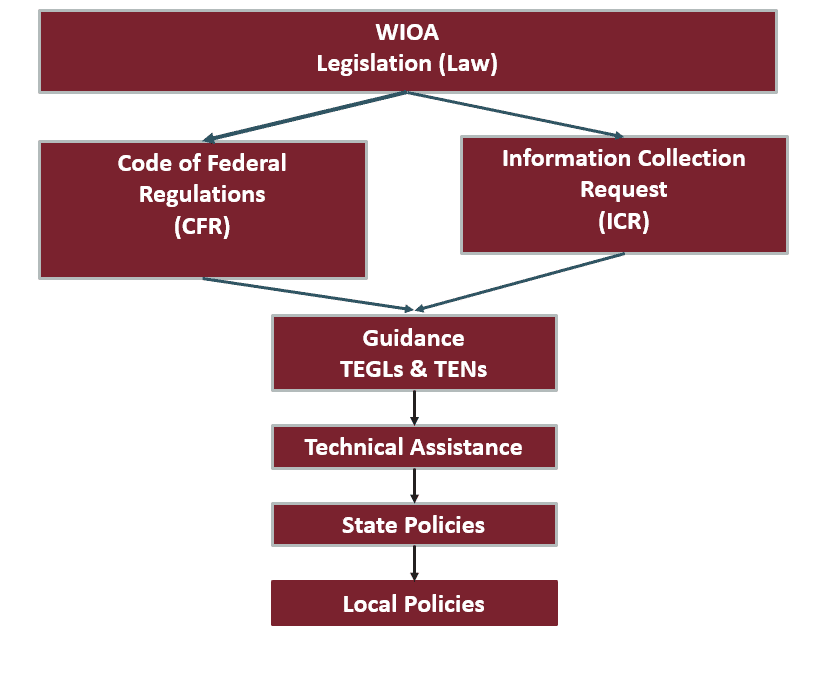 WIOA
Legislation (Law)
Code of Federal
Regulations
(CFR)
Information Collection
Request
(ICR)
Guidance
TEGLs & TENs
Technical Assistance
State Policies
Local Policies